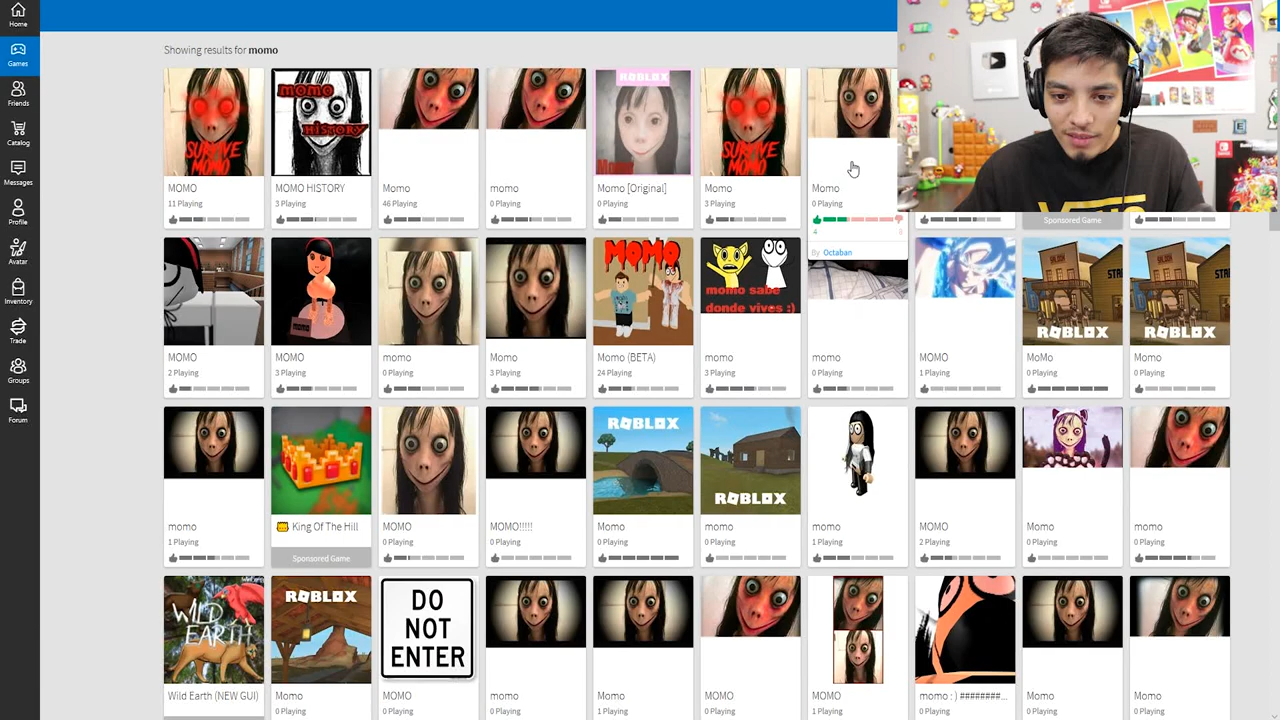 Home
Games
Friends
Catalog
Messages
Profile
Avatar
Inventory
Trade
Groups
Forum
Showing results for momo
SURVIVE MOMO
momo HISTORY
ROBLOX
Momo
SURVIVE MOMO
MOMO
11 Playing
MOMO HISTORY
3 Playing
Momo
46 Playing
momo
0 Playing
Momo [Original]
0 Playing
Momo
3 Playing
Momo
0 Playing
4
By Octaban
Sponsored Game
MOMO
momo sabe
donde vives :)
ROBLOX
ROBLOX
MOMO
2 Playing
MOMO
3 Playing
momo
0 Playing
Momo
3 Playing
Momo (BETA)
24 Playing
momo
3 Playing
momo
0 Playing
MOMO
1 Playing
MoMo
0 Playing
Momo
0 Playing
ROBLOX
ROBLOX
momo
1 Playing
King Of The Hill
Sponsored Game
MOMO
0 Playing
MOMO!!!!!
0 Playing
Momo
0 Playing
momo
0 Playing
momo
1 Playing
MOMO
2 Playing
Momo
0 Playing
momo
0 Playing
WILD EARTH
ROBLOX
DO
NOT
ENTER
Wild Earth (NEW GUI)
Momo
0 Playing
MOMO
0 Playing
momo
0 Playing
Momo
1 Playing
MOMO
0 Playing
MOMO
1 Playing
momo : ) ########...
0 Playing
Momo
0 Playing
Momo
0 Playing